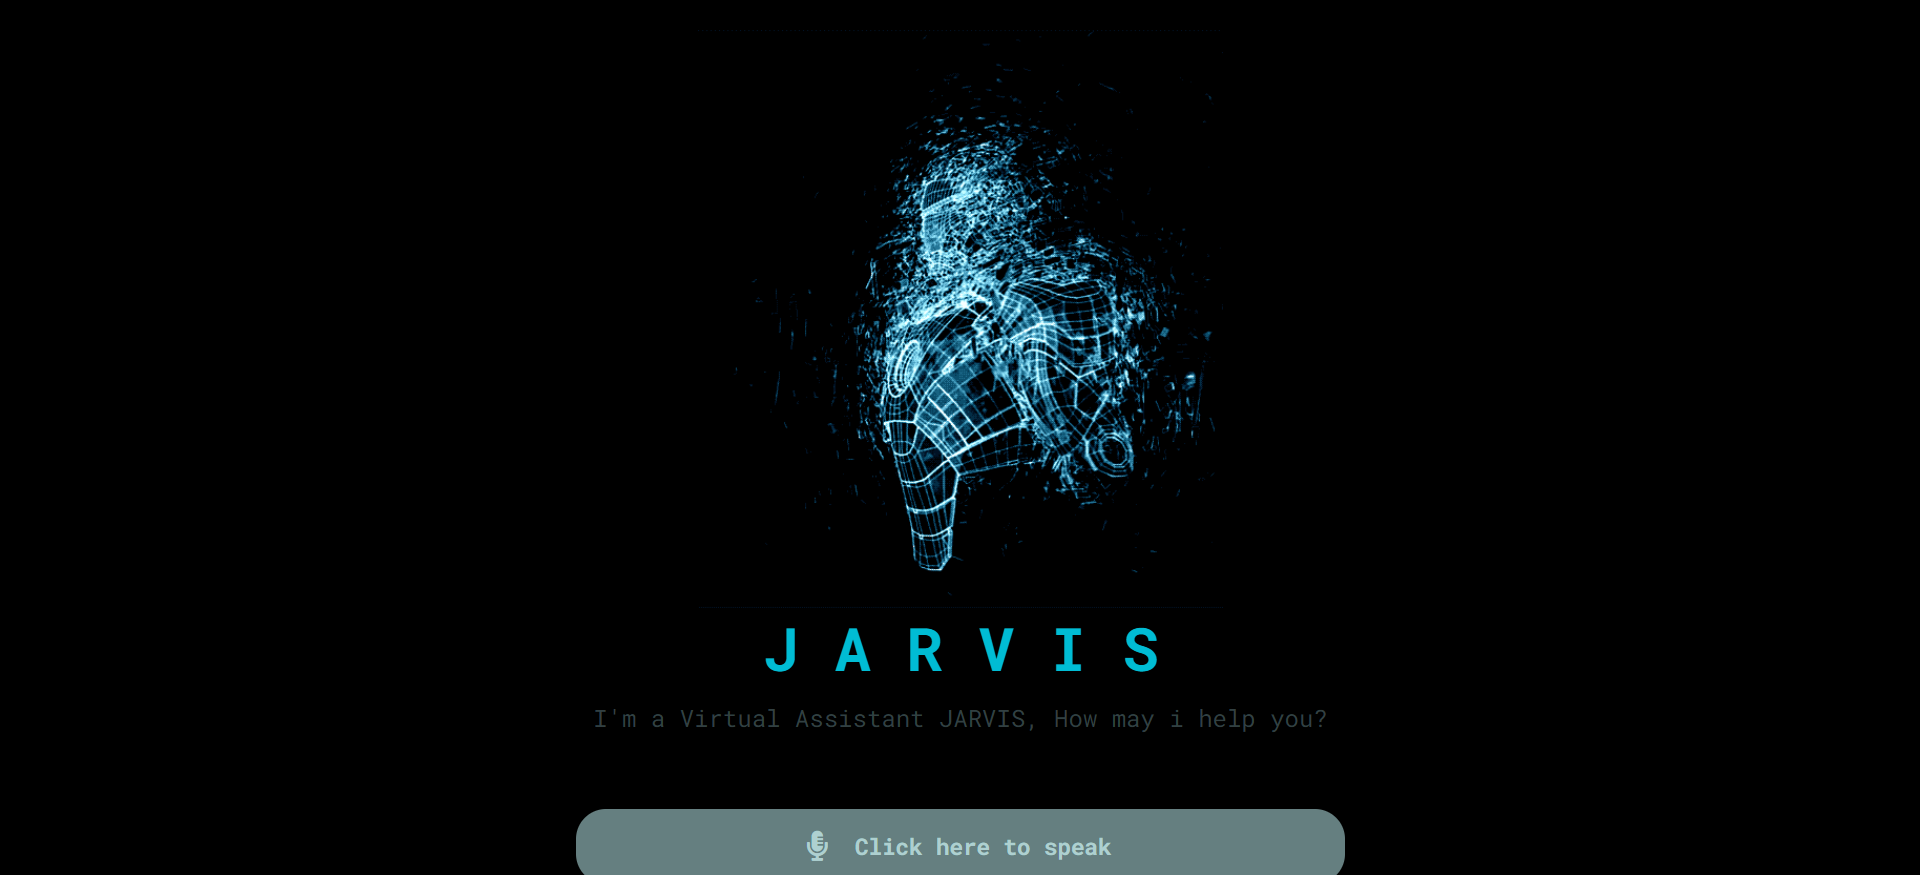 J A R V I S
I'm a Virtual Assistant JARVIS, How may i help you?
Click here to speak